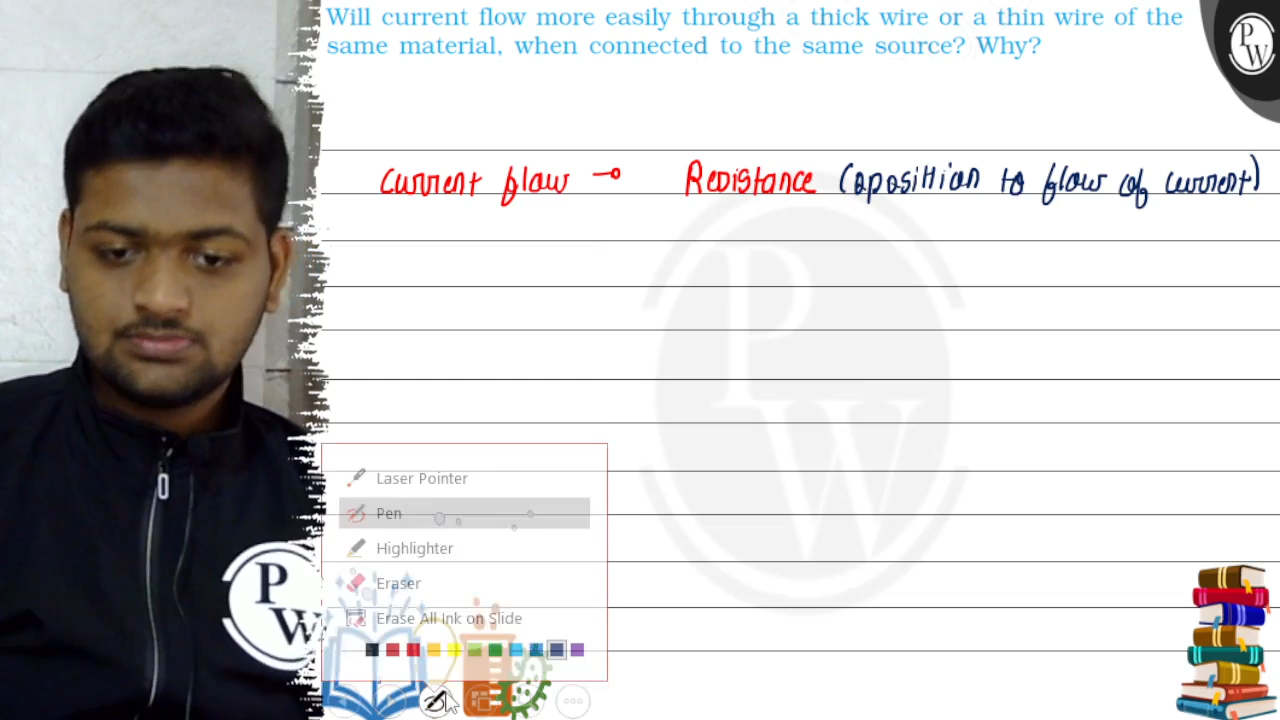 Will current flow more easily through a thick wire or a thin wire of the
same material, when connected to the same source? Why?
P
W
current flow → Resistance (oposition to flow of current)
P
W
Laser Pointer
Pen
Highlighter
Eraser
Erase All Ink on Slide
P
W